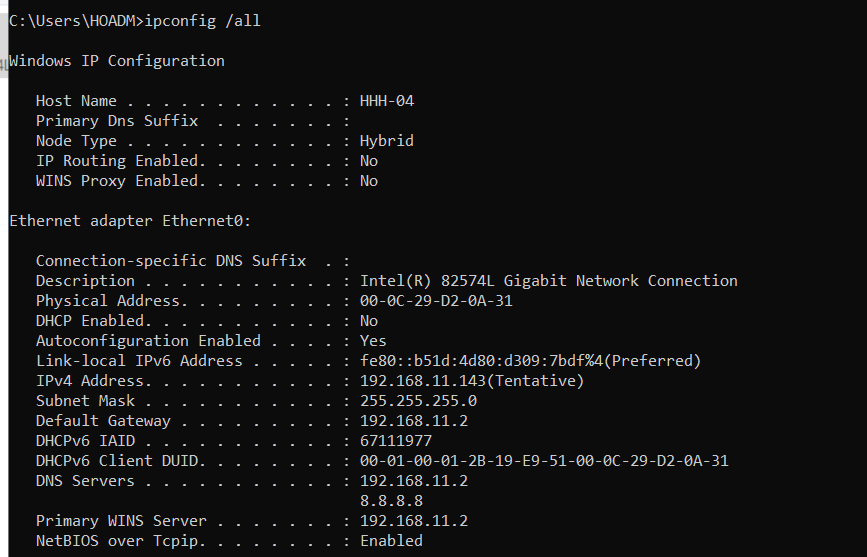 C:\Users\HOADM>ipconfig /all
Windows IP Configuration
Host Name . . . . . . . . . . . . : HHH-04
Primary Dns Suffix  . . . . . . . :
Node Type . . . . . . . . . . . . : Hybrid
IP Routing Enabled. . . . . . . . : No
WINS Proxy Enabled. . . . . . . . : No
Ethernet adapter Ethernet0:
Connection-specific DNS Suffix  . :
Description . . . . . . . . . . . : Intel(R) 82574L Gigabit Network Connection
Physical Address. . . . . . . . . : 00-0C-29-D2-0A-31
DHCP Enabled. . . . . . . . . . . : No
Autoconfiguration Enabled . . . . : Yes
Link-local IPv6 Address . . . . . : fe80::b51d:4d80:d309:7bdf%4(Preferred)
IPv4 Address. . . . . . . . . . . : 192.168.11.143(Tentative)
Subnet Mask . . . . . . . . . . . : 255.255.255.0
Default Gateway . . . . . . . . . : 192.168.11.2
DHCPv6 IAID . . . . . . . . . . . : 67111977
DHCPv6 Client DUID. . . . . . . . : 00-01-00-01-2B-19-E9-51-00-0C-29-D2-0A-31
DNS Servers . . . . . . . . . . . : 192.168.11.2
8.8.8.8
Primary WINS Server . . . . . . . : 192.168.11.2
NetBIOS over Tcpip. . . . . . . . : Enabled